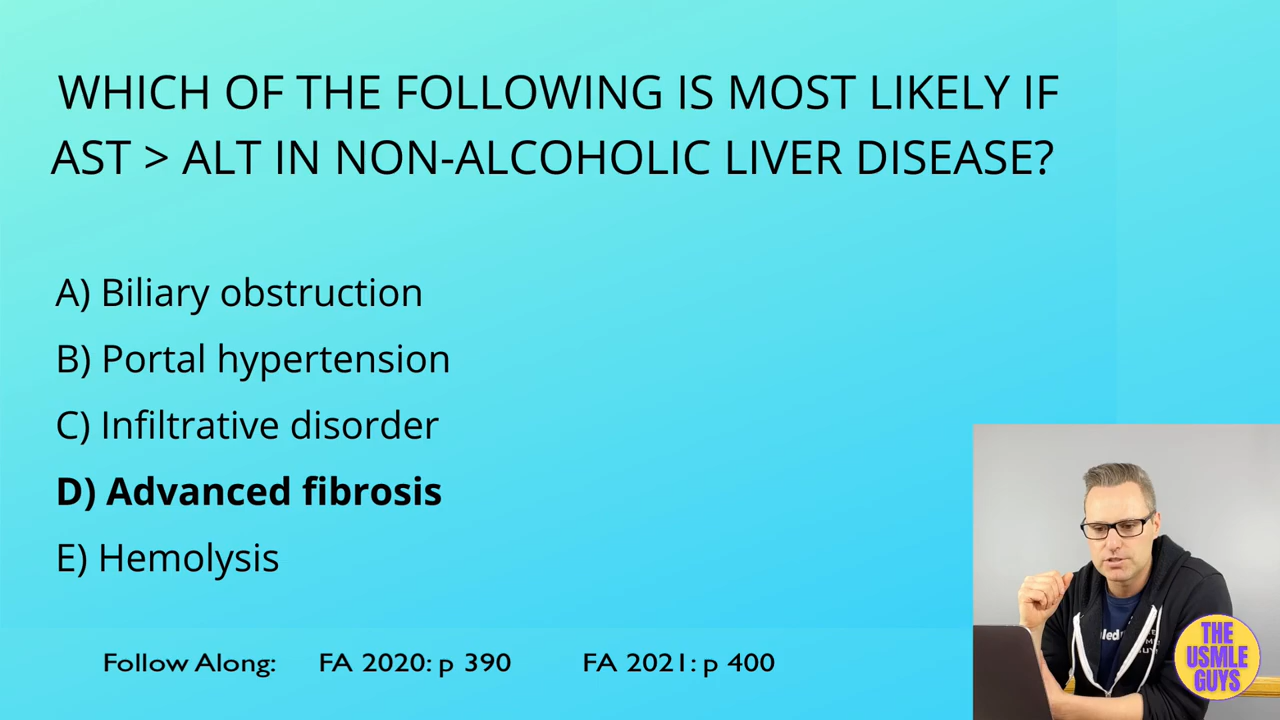 WHICH OF THE FOLLOWING IS MOST LIKELY IF
AST > ALT IN NON-ALCOHOLIC LIVER DISEASE?
A) Biliary obstruction
B) Portal hypertension
C) Infiltrative disorder
D) Advanced fibrosis
E) Hemolysis
Follow Along: FA 2020: p 390 FA 2021: p 400
THE
USMLE
GUYS